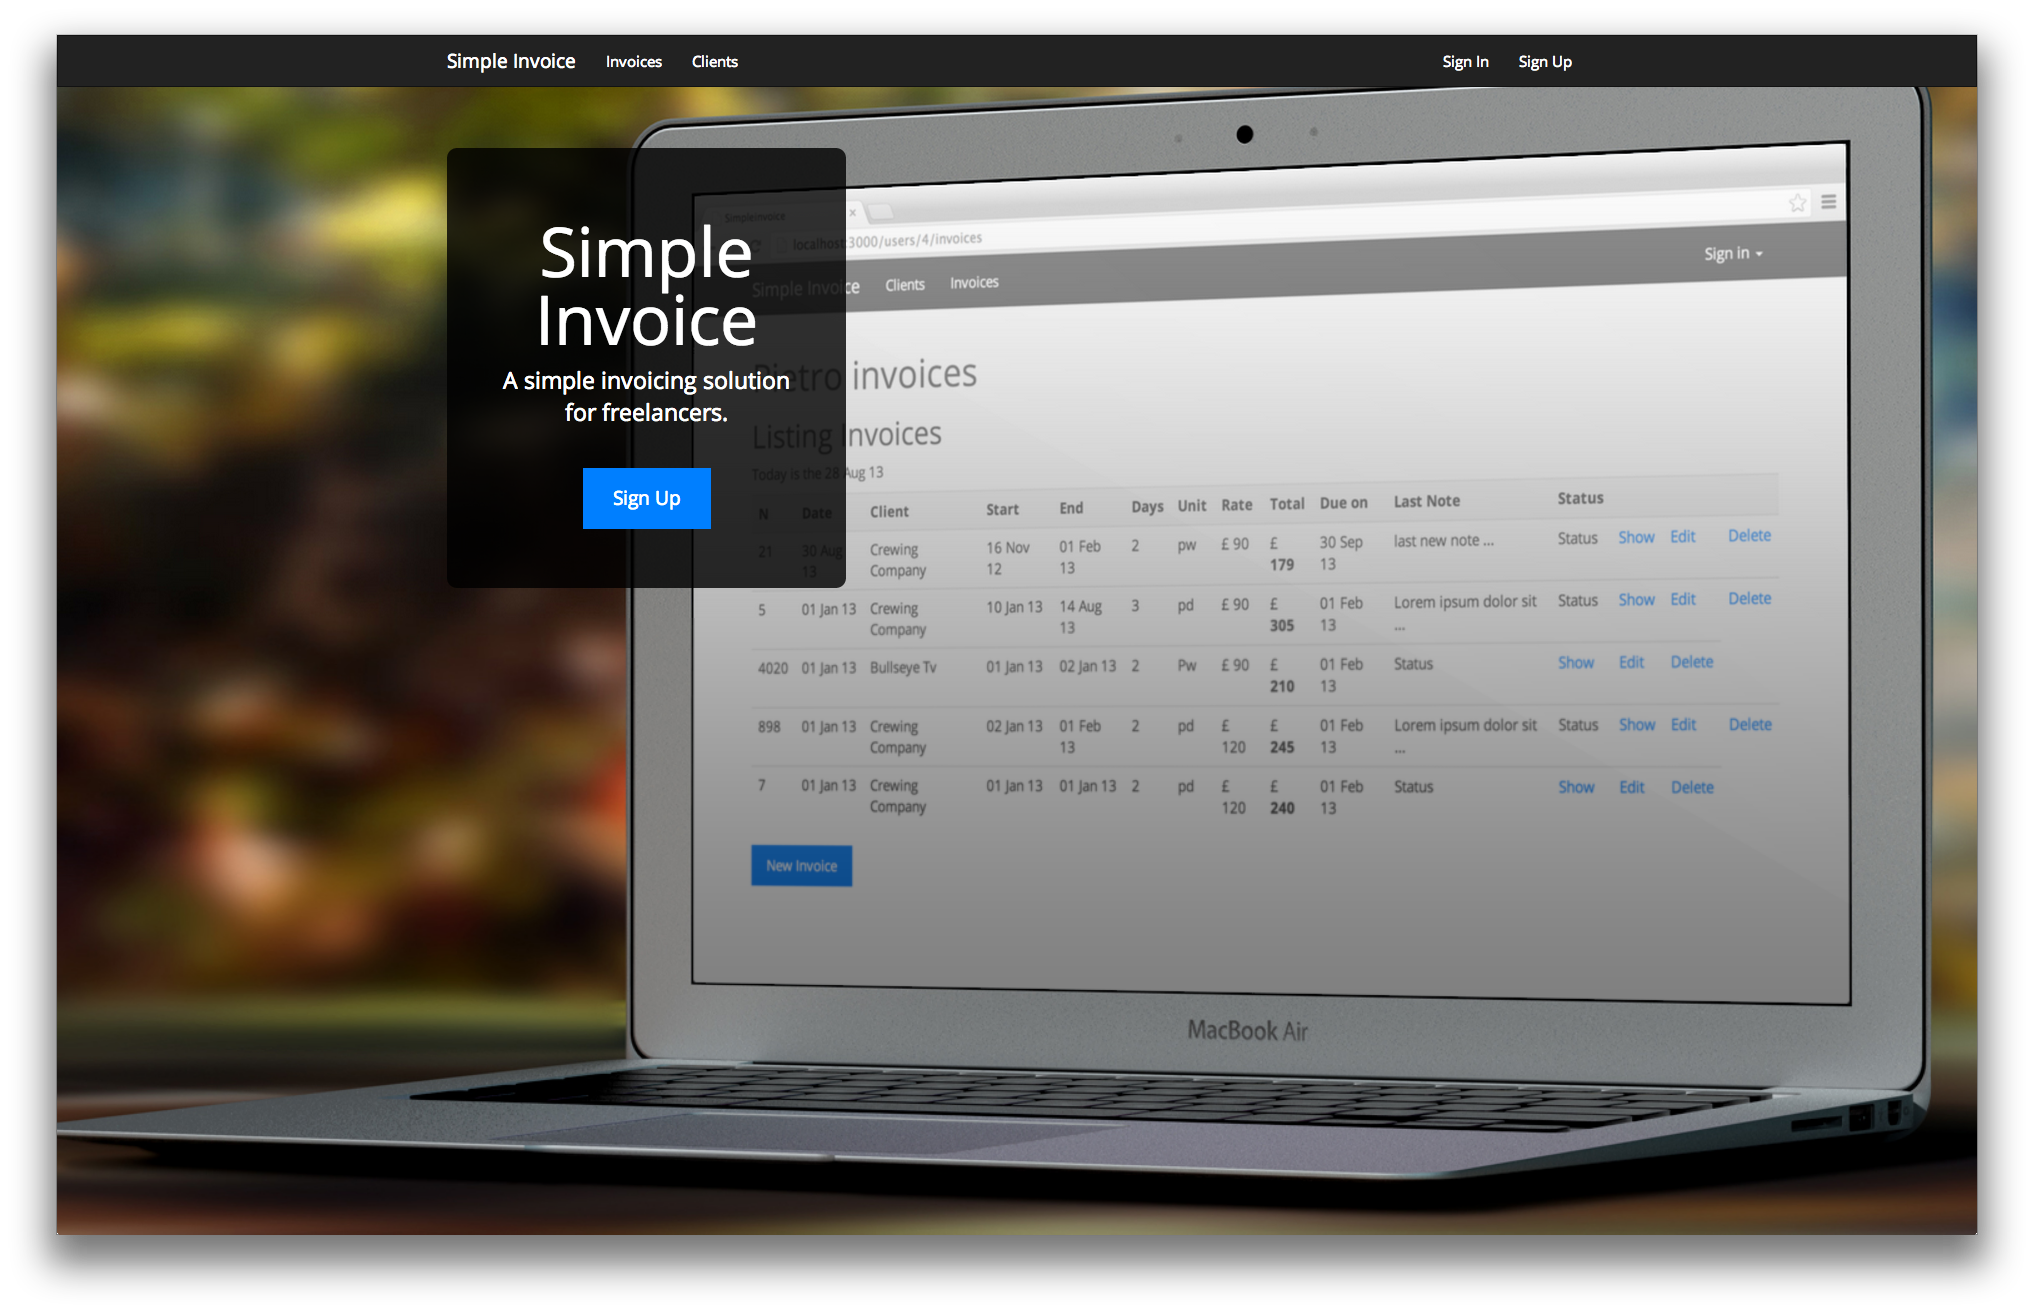 Simple Invoice Invoices Clients Sign In Sign Up
Simple
Invoice
A simple invoicing solution
for freelancers.
Sign Up
Simpleinvoice
localhost:3000/users/4/invoices
Simple Invoice Clients Invoices Sign in
Pietro invoices
Listing Invoices
Today is the 28 Aug 13
N Date Client Start End Days Unit Rate Total Due on Last Note Status
21 30 Aug Crewing 16 Nov 01 Feb 2 pw £ 90 £ 30 Sep last new note ... Status Show Edit Delete
13 Company 12 13 179 13
5 01 Jan 13 Crewing 10 Jan 13 14 Aug 3 pd £ 90 £ 01 Feb Lorem ipsum dolor sit Status Show Edit Delete
Company 13 305 13 ...
4020 01 Jan 13 Bullseye Tv 01 Jan 13 02 Jan 13 2 Pw £ 90 £ 01 Feb Status Show Edit Delete
210 13
898 01 Jan 13 Crewing 02 Jan 13 01 Feb 2 pd £ £ 01 Feb Lorem ipsum dolor sit Status Show Edit Delete
Company 13 120 245 13 ...
7 01 Jan 13 Crewing 01 Jan 13 01 Jan 13 2 pd £ £ 01 Feb Status Show Edit Delete
Company 120 240 13
New Invoice
MacBook Air